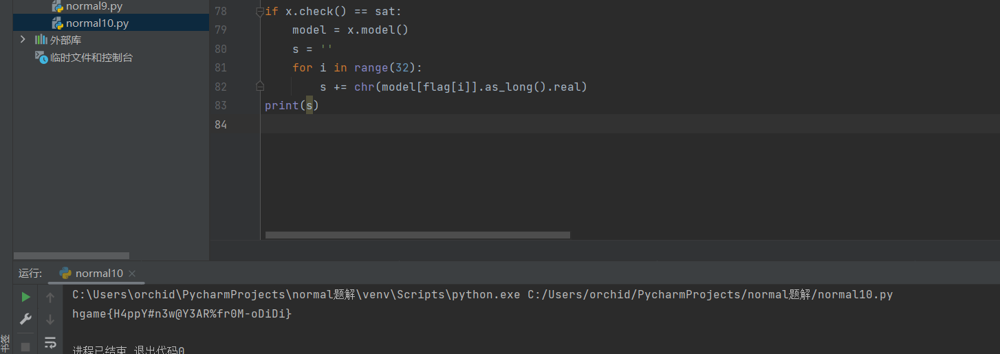 normal9.py
normal10.py
外部库
临时文件和控制台
78 if x.check() == sat:
79 model = x.model()
80 s = ''
81 for i in range(32):
82 s += chr(model[flag[i]].as_long().real)
83 print(s)
84
运行: normal10
C:\Users\orchid\PycharmProjects\normal题解\venv\Scripts\python.exe C:/Users/orchid/PycharmProjects/normal题解/normal10.py
hgame{H4ppY#n3w@Y3AR%fr0M-oDiDi}
进程已结束,退出代码0
书签